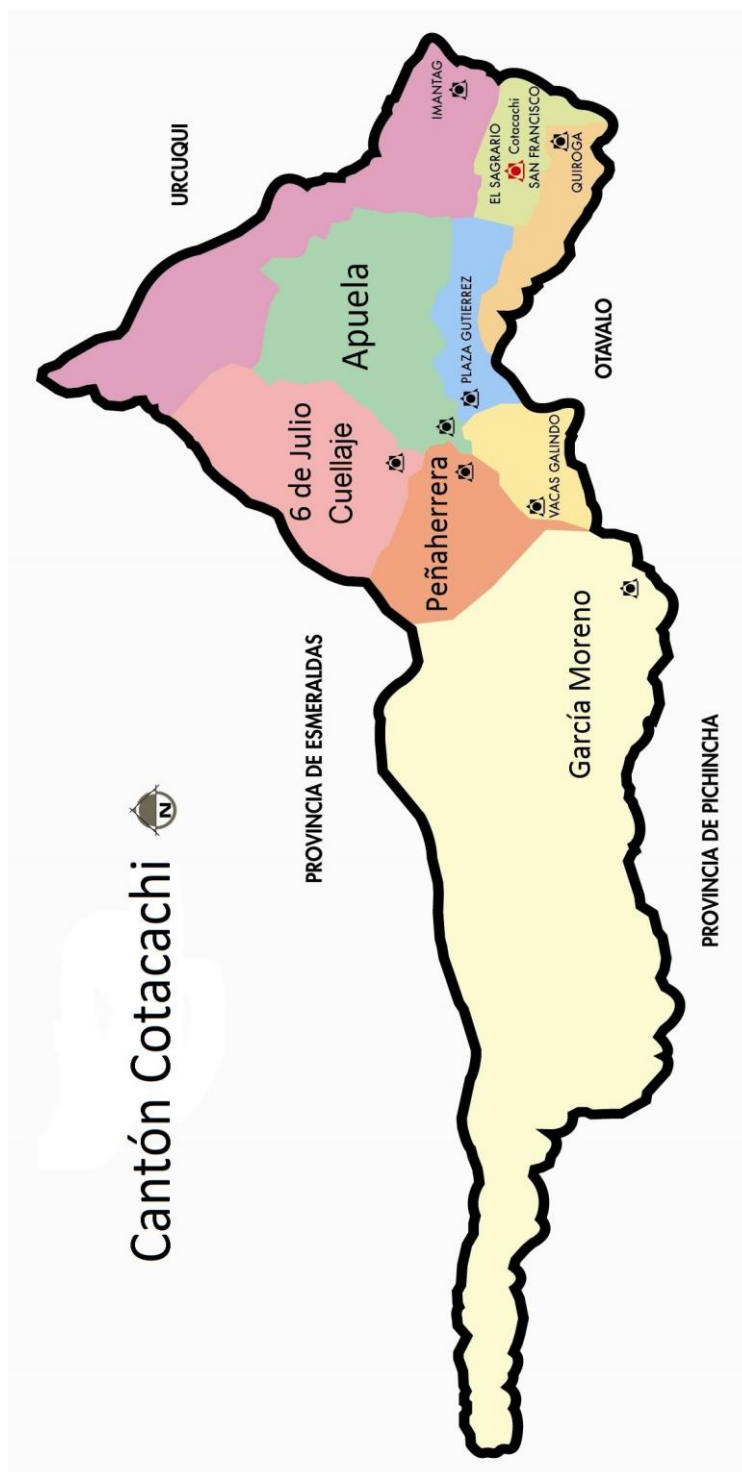 Cantón Cotacachi
N
PROVINCIA DE ESMERALDAS
URCUQUI
6 de Julio
Cuellaje
Apuela
IMANTAG
Peñaherrera
PLAZA GUTIERREZ
EL SAGRARIO
Cotacachi
SAN FRANCISCO
QUIROGA
VACAS GALINDO
García Moreno
OTAVALO
PROVINCIA DE PICHINCHA